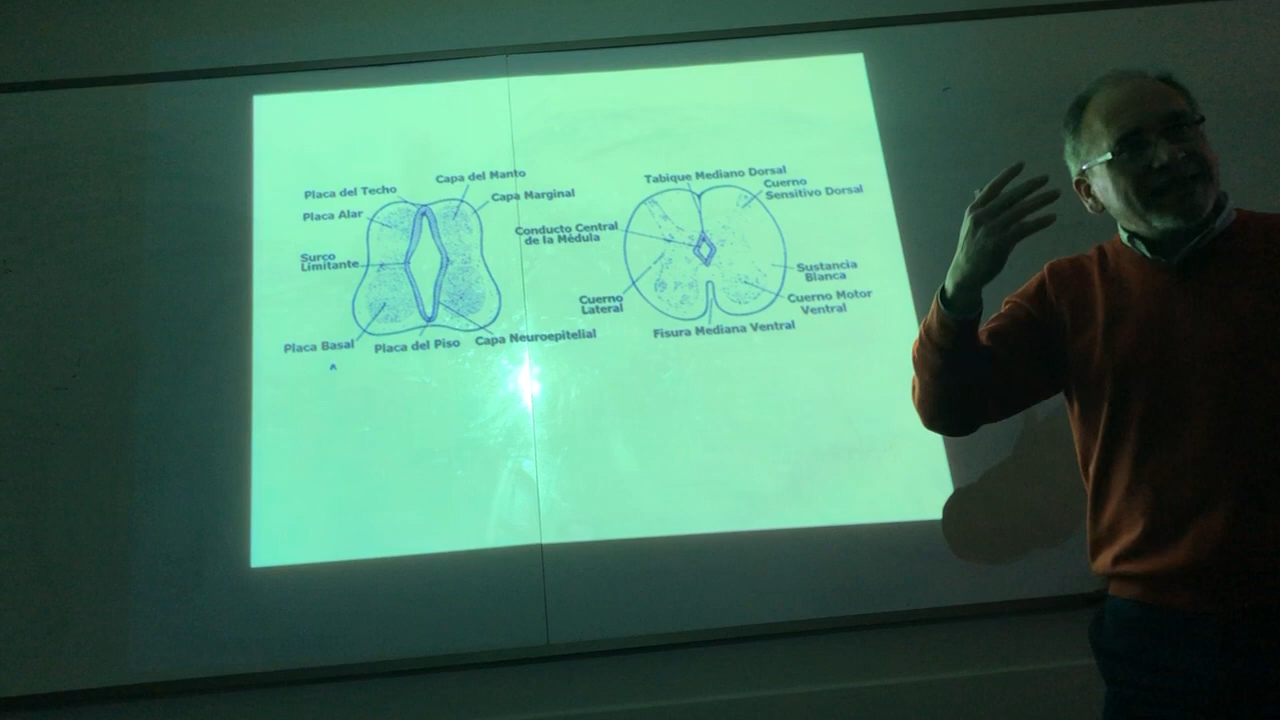 Placa del Techo
Placa Alar
Surco
Limitante
Placa Basal
Placa del Piso
Capa Neuroepitelial
Capa del Manto
Capa Marginal
Tabique Mediano Dorsal
Cuerno
Sensitivo Dorsal
Conducto Central
de la Médula
Sustancia
Blanca
Cuerno
Lateral
Cuerno Motor
Ventral
Fisura Mediana Ventral
A